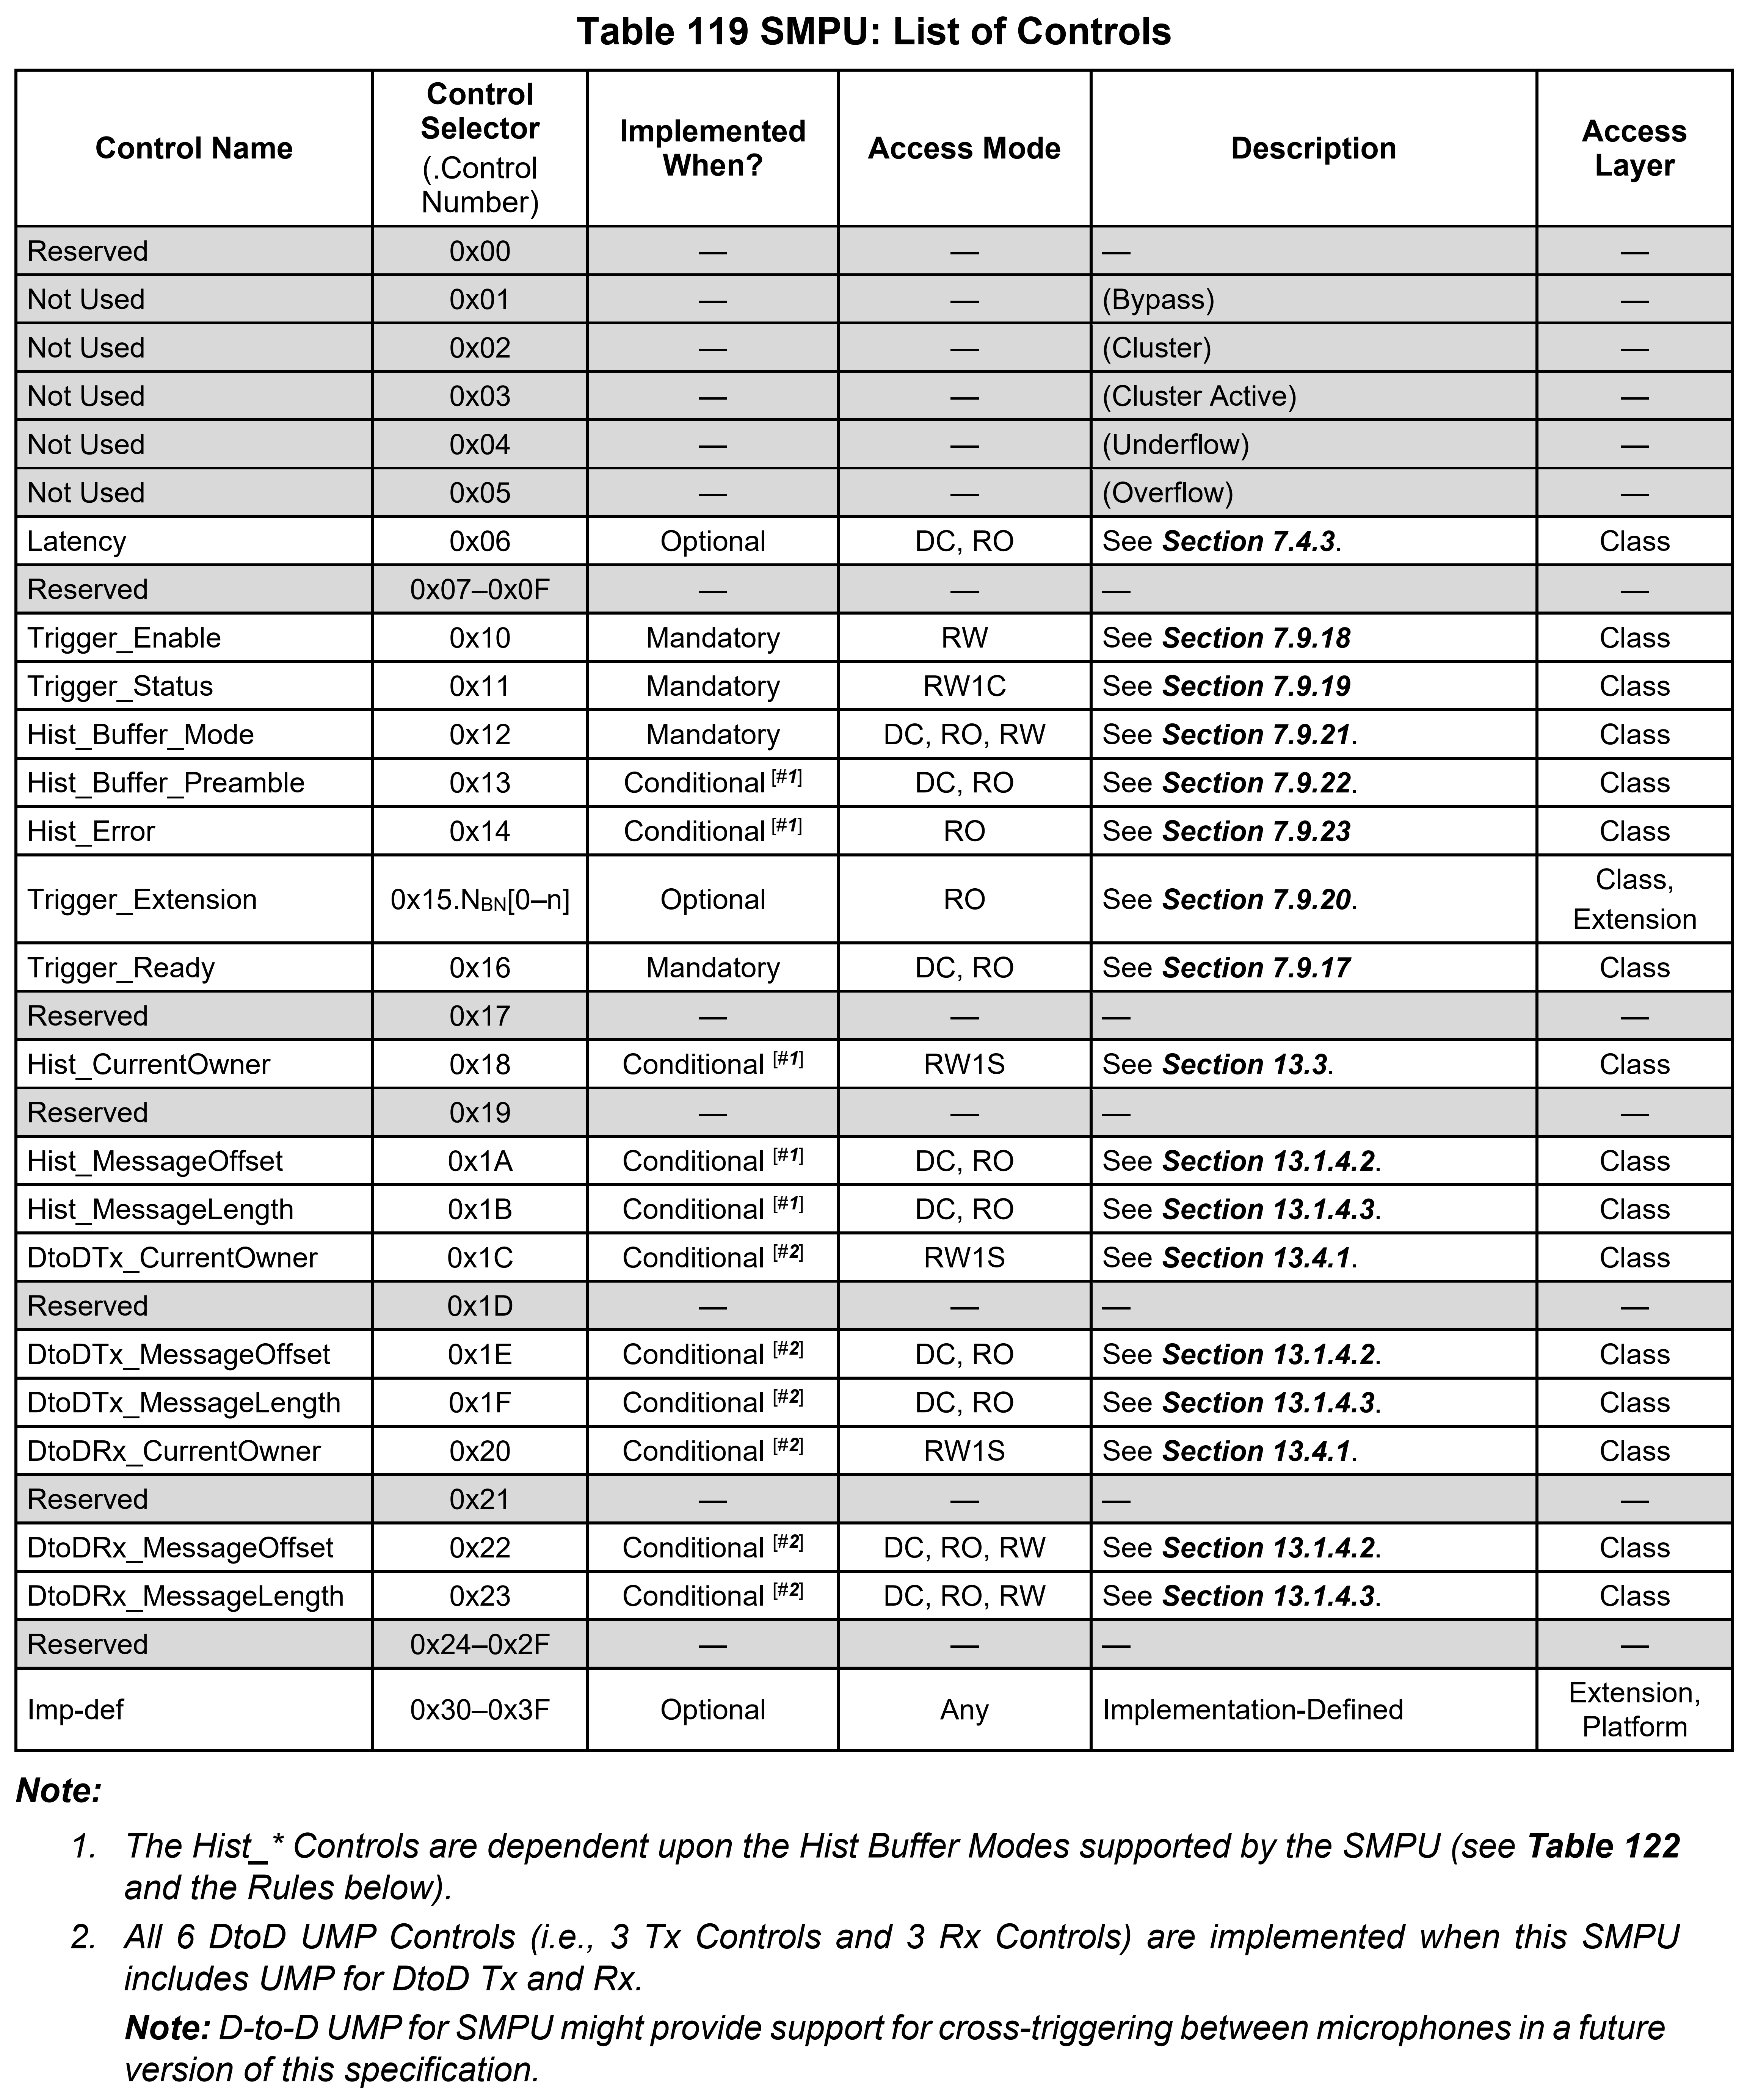 Table 119 SMPU: List of Controls
Control Name | Control Selector (.Control Number) | Implemented When? | Access Mode | Description | Access Layer
Reserved | 0x00 | — | — | — | —
Not Used | 0x01 | — | — | (Bypass) | —
Not Used | 0x02 | — | — | (Cluster) | —
Not Used | 0x03 | — | — | (Cluster Active) | —
Not Used | 0x04 | — | — | (Underflow) | —
Not Used | 0x05 | — | — | (Overflow) | —
Latency | 0x06 | Optional | DC, RO | See Section 7.4.3. | Class
Reserved | 0x07–0x0F | — | — | — | —
Trigger_Enable | 0x10 | Mandatory | RW | See Section 7.9.18 | Class
Trigger_Status | 0x11 | Mandatory | RW1C | See Section 7.9.19 | Class
Hist_Buffer_Mode | 0x12 | Mandatory | DC, RO, RW | See Section 7.9.21. | Class
Hist_Buffer_Preamble | 0x13 | Conditional [#1] | DC, RO | See Section 7.9.22. | Class
Hist_Error | 0x14 | Conditional [#1] | RO | See Section 7.9.23 | Class
Trigger_Extension | 0x15.NBN[0–n] | Optional | RO | See Section 7.9.20. | Class, Extension
Trigger_Ready | 0x16 | Mandatory | DC, RO | See Section 7.9.17 | Class
Reserved | 0x17 | — | — | — | —
Hist_CurrentOwner | 0x18 | Conditional [#1] | RW1S | See Section 13.3. | Class
Reserved | 0x19 | — | — | — | —
Hist_MessageOffset | 0x1A | Conditional [#1] | DC, RO | See Section 13.1.4.2. | Class
Hist_MessageLength | 0x1B | Conditional [#1] | DC, RO | See Section 13.1.4.3. | Class
DtoDTx_CurrentOwner | 0x1C | Conditional [#2] | RW1S | See Section 13.4.1. | Class
Reserved | 0x1D | — | — | — | —
DtoDTx_MessageOffset | 0x1E | Conditional [#2] | DC, RO | See Section 13.1.4.2. | Class
DtoDTx_MessageLength | 0x1F | Conditional [#2] | DC, RO | See Section 13.1.4.3. | Class
DtoDRx_CurrentOwner | 0x20 | Conditional [#2] | RW1S | See Section 13.4.1. | Class
Reserved | 0x21 | — | — | — | —
DtoDRx_MessageOffset | 0x22 | Conditional [#2] | DC, RO, RW | See Section 13.1.4.2. | Class
DtoDRx_MessageLength | 0x23 | Conditional [#2] | DC, RO, RW | See Section 13.1.4.3. | Class
Reserved | 0x24–0x2F | — | — | — | —
Imp-def | 0x30–0x3F | Optional | Any | Implementation-Defined | Extension, Platform
Note:
1. The Hist_* Controls are dependent upon the Hist Buffer Modes supported by the SMPU (see Table 122
and the Rules below).
2. All 6 DtoD UMP Controls (i.e., 3 Tx Controls and 3 Rx Controls) are implemented when this SMPU
includes UMP for DtoD Tx and Rx.
Note: D-to-D UMP for SMPU might provide support for cross-triggering between microphones in a future
version of this specification.